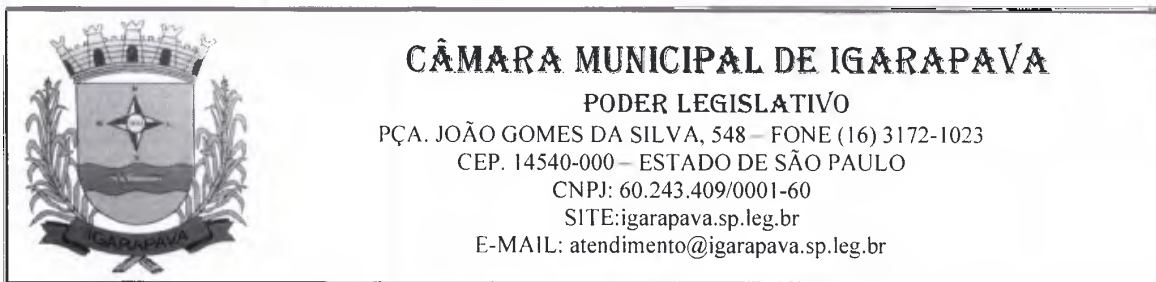 CÂMARA MUNICIPAL DE IGARAPAVA
PODER LEGISLATIVO
PÇA. JOÃO GOMES DA SILVA, 548 – FONE (16) 3172-1023
CEP. 14540-000 – ESTADO DE SÃO PAULO
CNPJ: 60.243.409/0001-60
SITE:igarapava.sp.leg.br
E-MAIL: atendimento@igarapava.sp.leg.br
IGARAPAVA